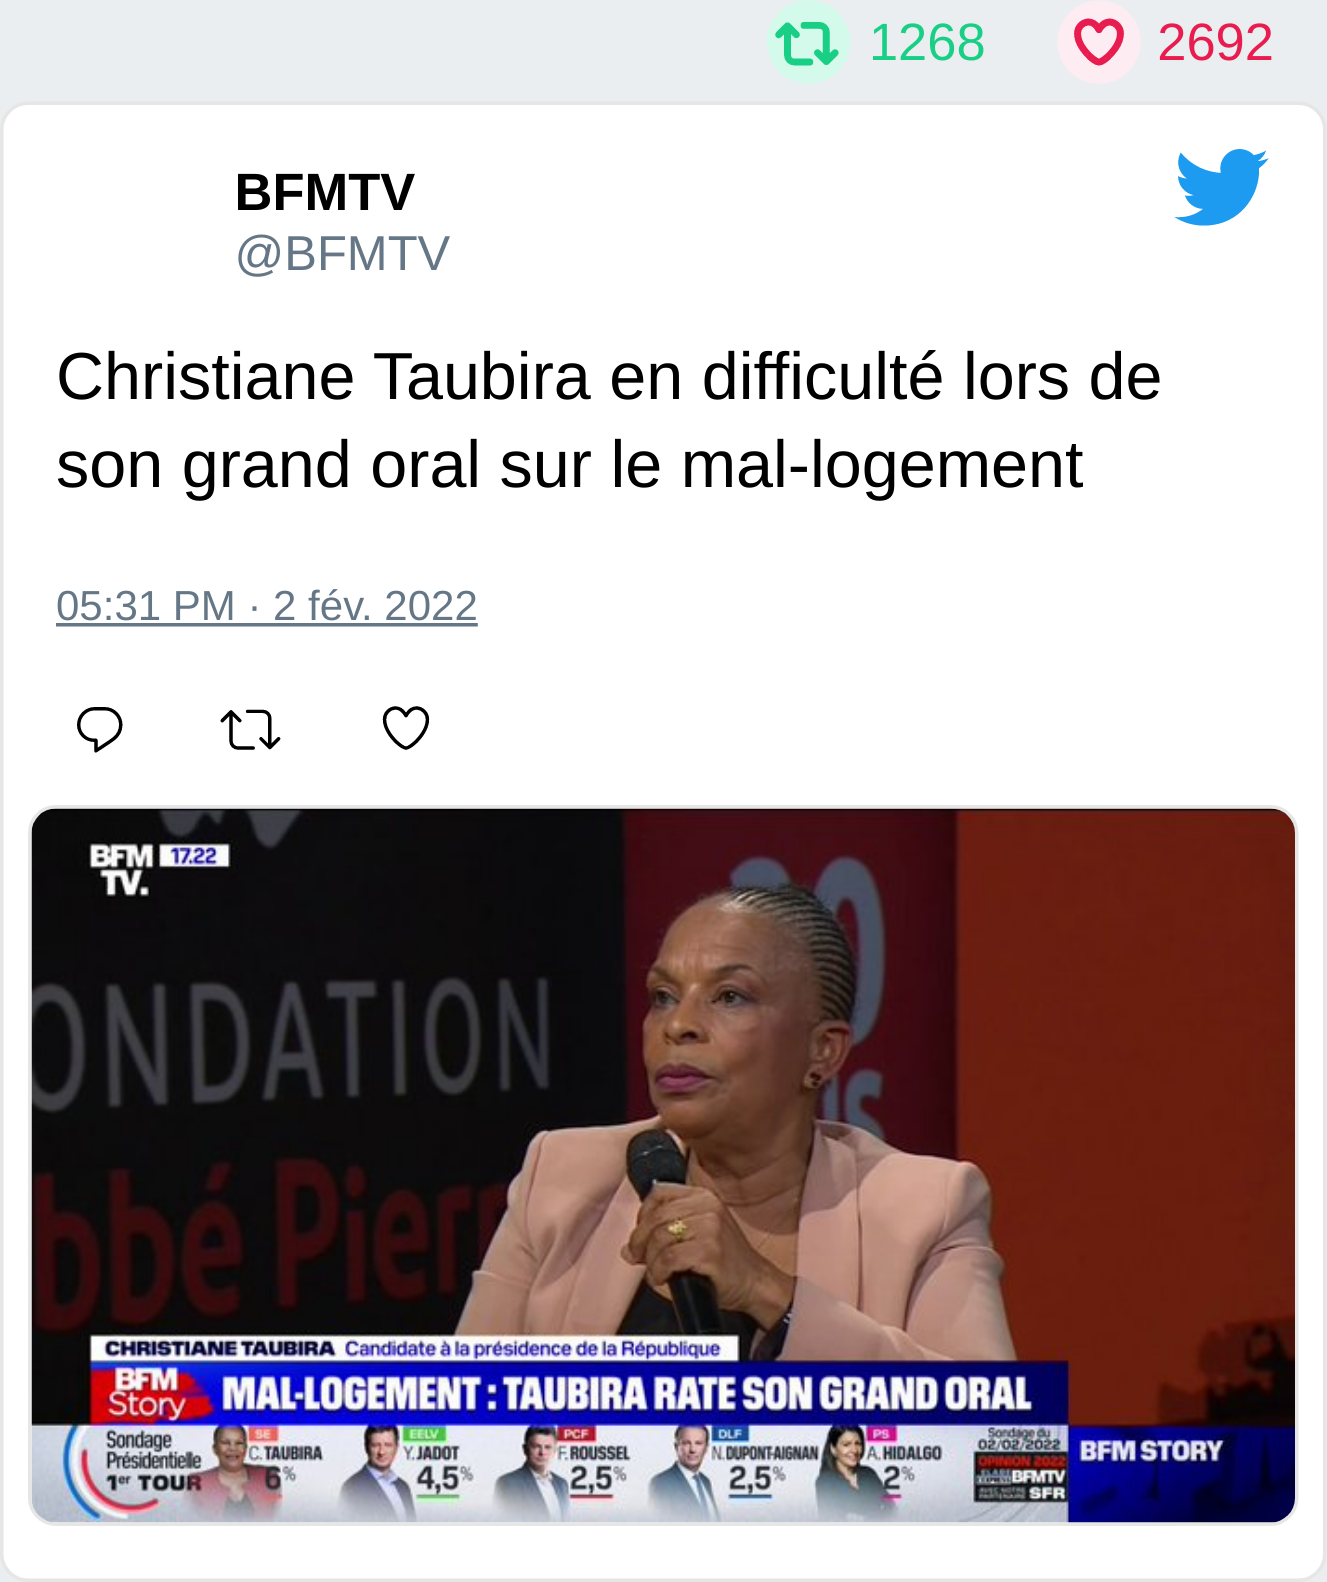 1268 2692
BFMTV
@BFMTV
Christiane Taubira en difficulté lors de
son grand oral sur le mal-logement
05:31 PM · 2 fév. 2022
BFM 17.22
TV.
ONDATION
bbé Pierr
CHRISTIANE TAUBIRA Candidate à la présidence de la République
BFM
Story
MAL-LOGEMENT : TAUBIRA RATE SON GRAND ORAL
Sondage
Présidentielle
1er TOUR
SE
C. TAUBIRA
6%
EELV
Y. JADOT
4,5%
PCF
F. ROUSSEL
2,5%
DLF
N. DUPONT-AIGNAN
2,5%
PS
A. HIDALGO
2%
Sondage du
02/02/2022
OPINION 2022
BFMTV
SFR
BFM STORY